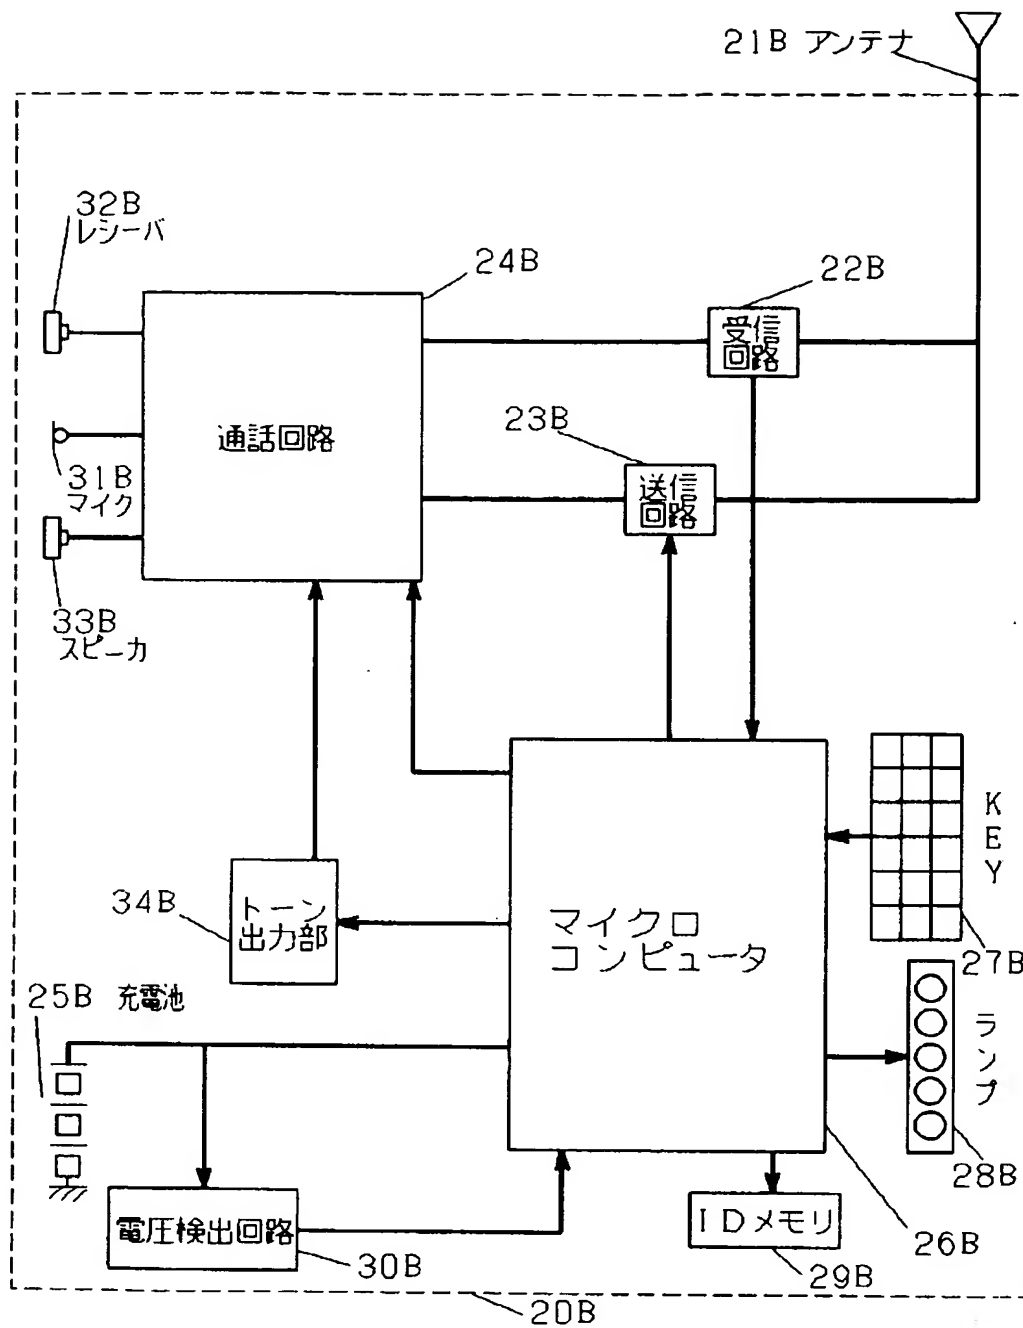 21B アンテナ
32B
レシーバ
24B
22B
受信
回路
23B
通話回路
送信
回路
31B
マイク
33B
スピーカ
KEY
34B
トーン
出力部
マイクロ
コンピュータ
27B
25B 充電池
ランプ
28B
電圧検出回路
IDメモリ
26B
30B
29B
20B